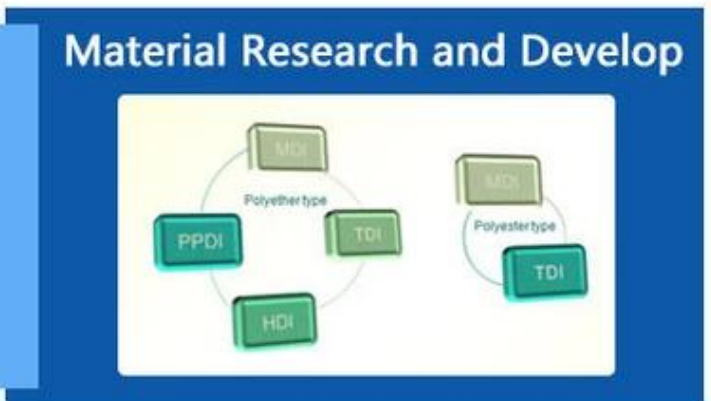 Material Research and Develop
MDI
Polyether type
PPDI
TDI
HDI
MDI
Polyester type
TDI